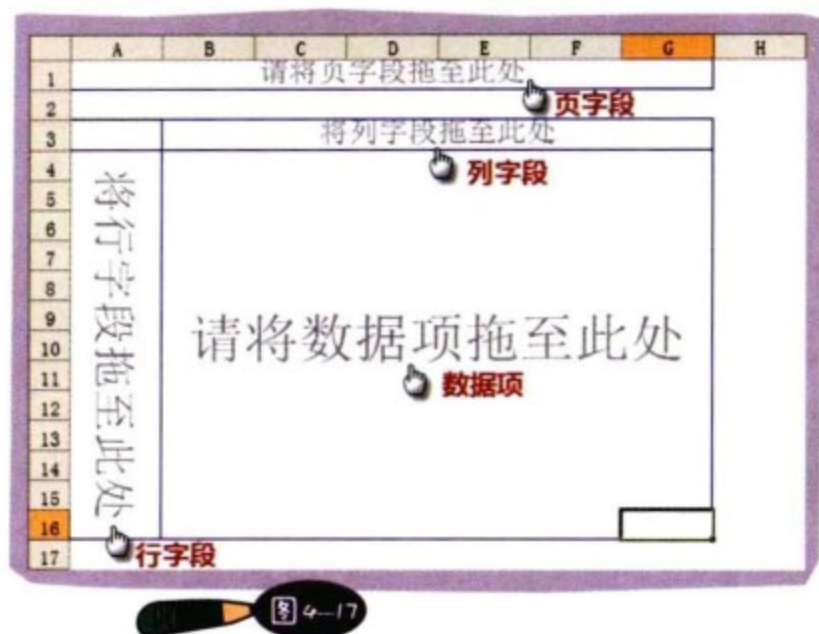 A B C D E F G H
1 请将页字段拖至此处
2 页字段
3 将列字段拖至此处
4 列字段
5
6
7
8
9
10 请将数据项拖至此处
11 数据项
12
13
14
15
16
17 行字段
将行字段拖至此处
图4—17